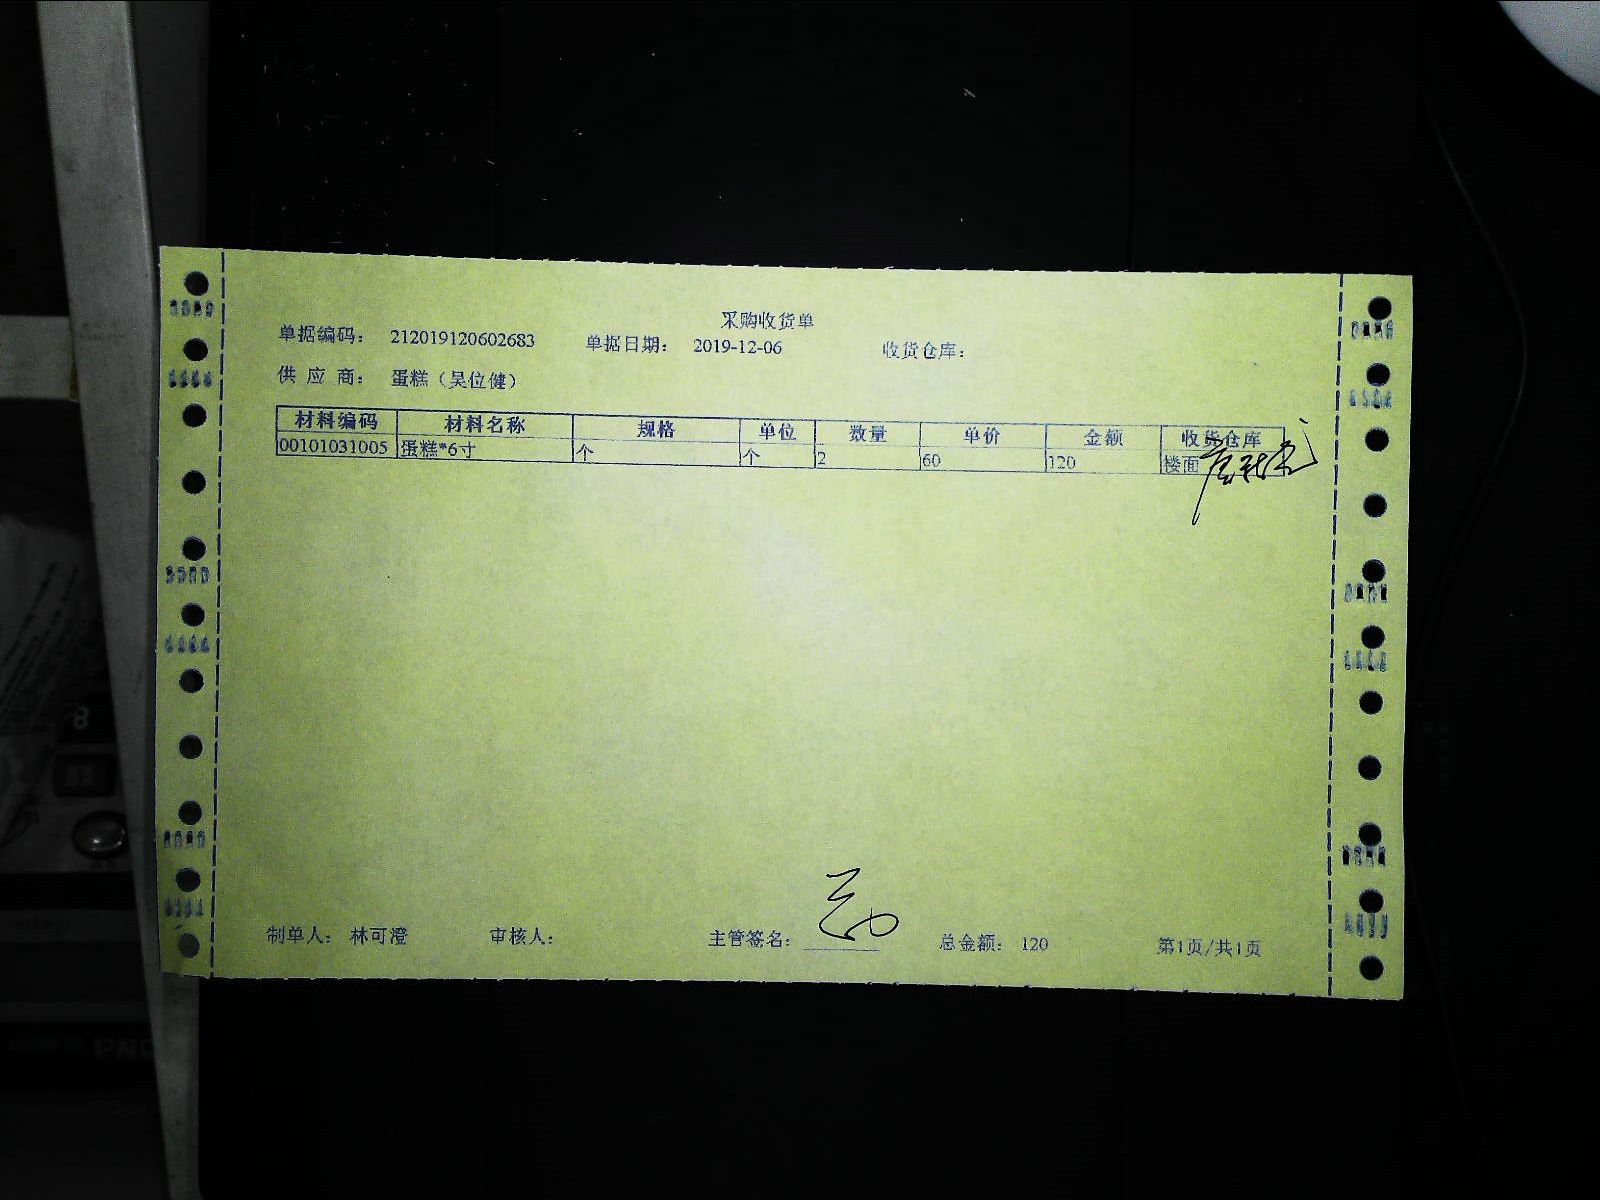 采购收货单
单据编码： 212019120602683 单据日期： 2019-12-06 收货仓库：
供应商： 蛋糕（吴位健）
材料编码 材料名称 规格 单位 数量 单价 金额 收货仓库
00101031005 蛋糕*6寸 个 个 2 60 120 楼面
制单人： 林可澄 审核人： 主管签名： 总金额： 120 第1页/共1页